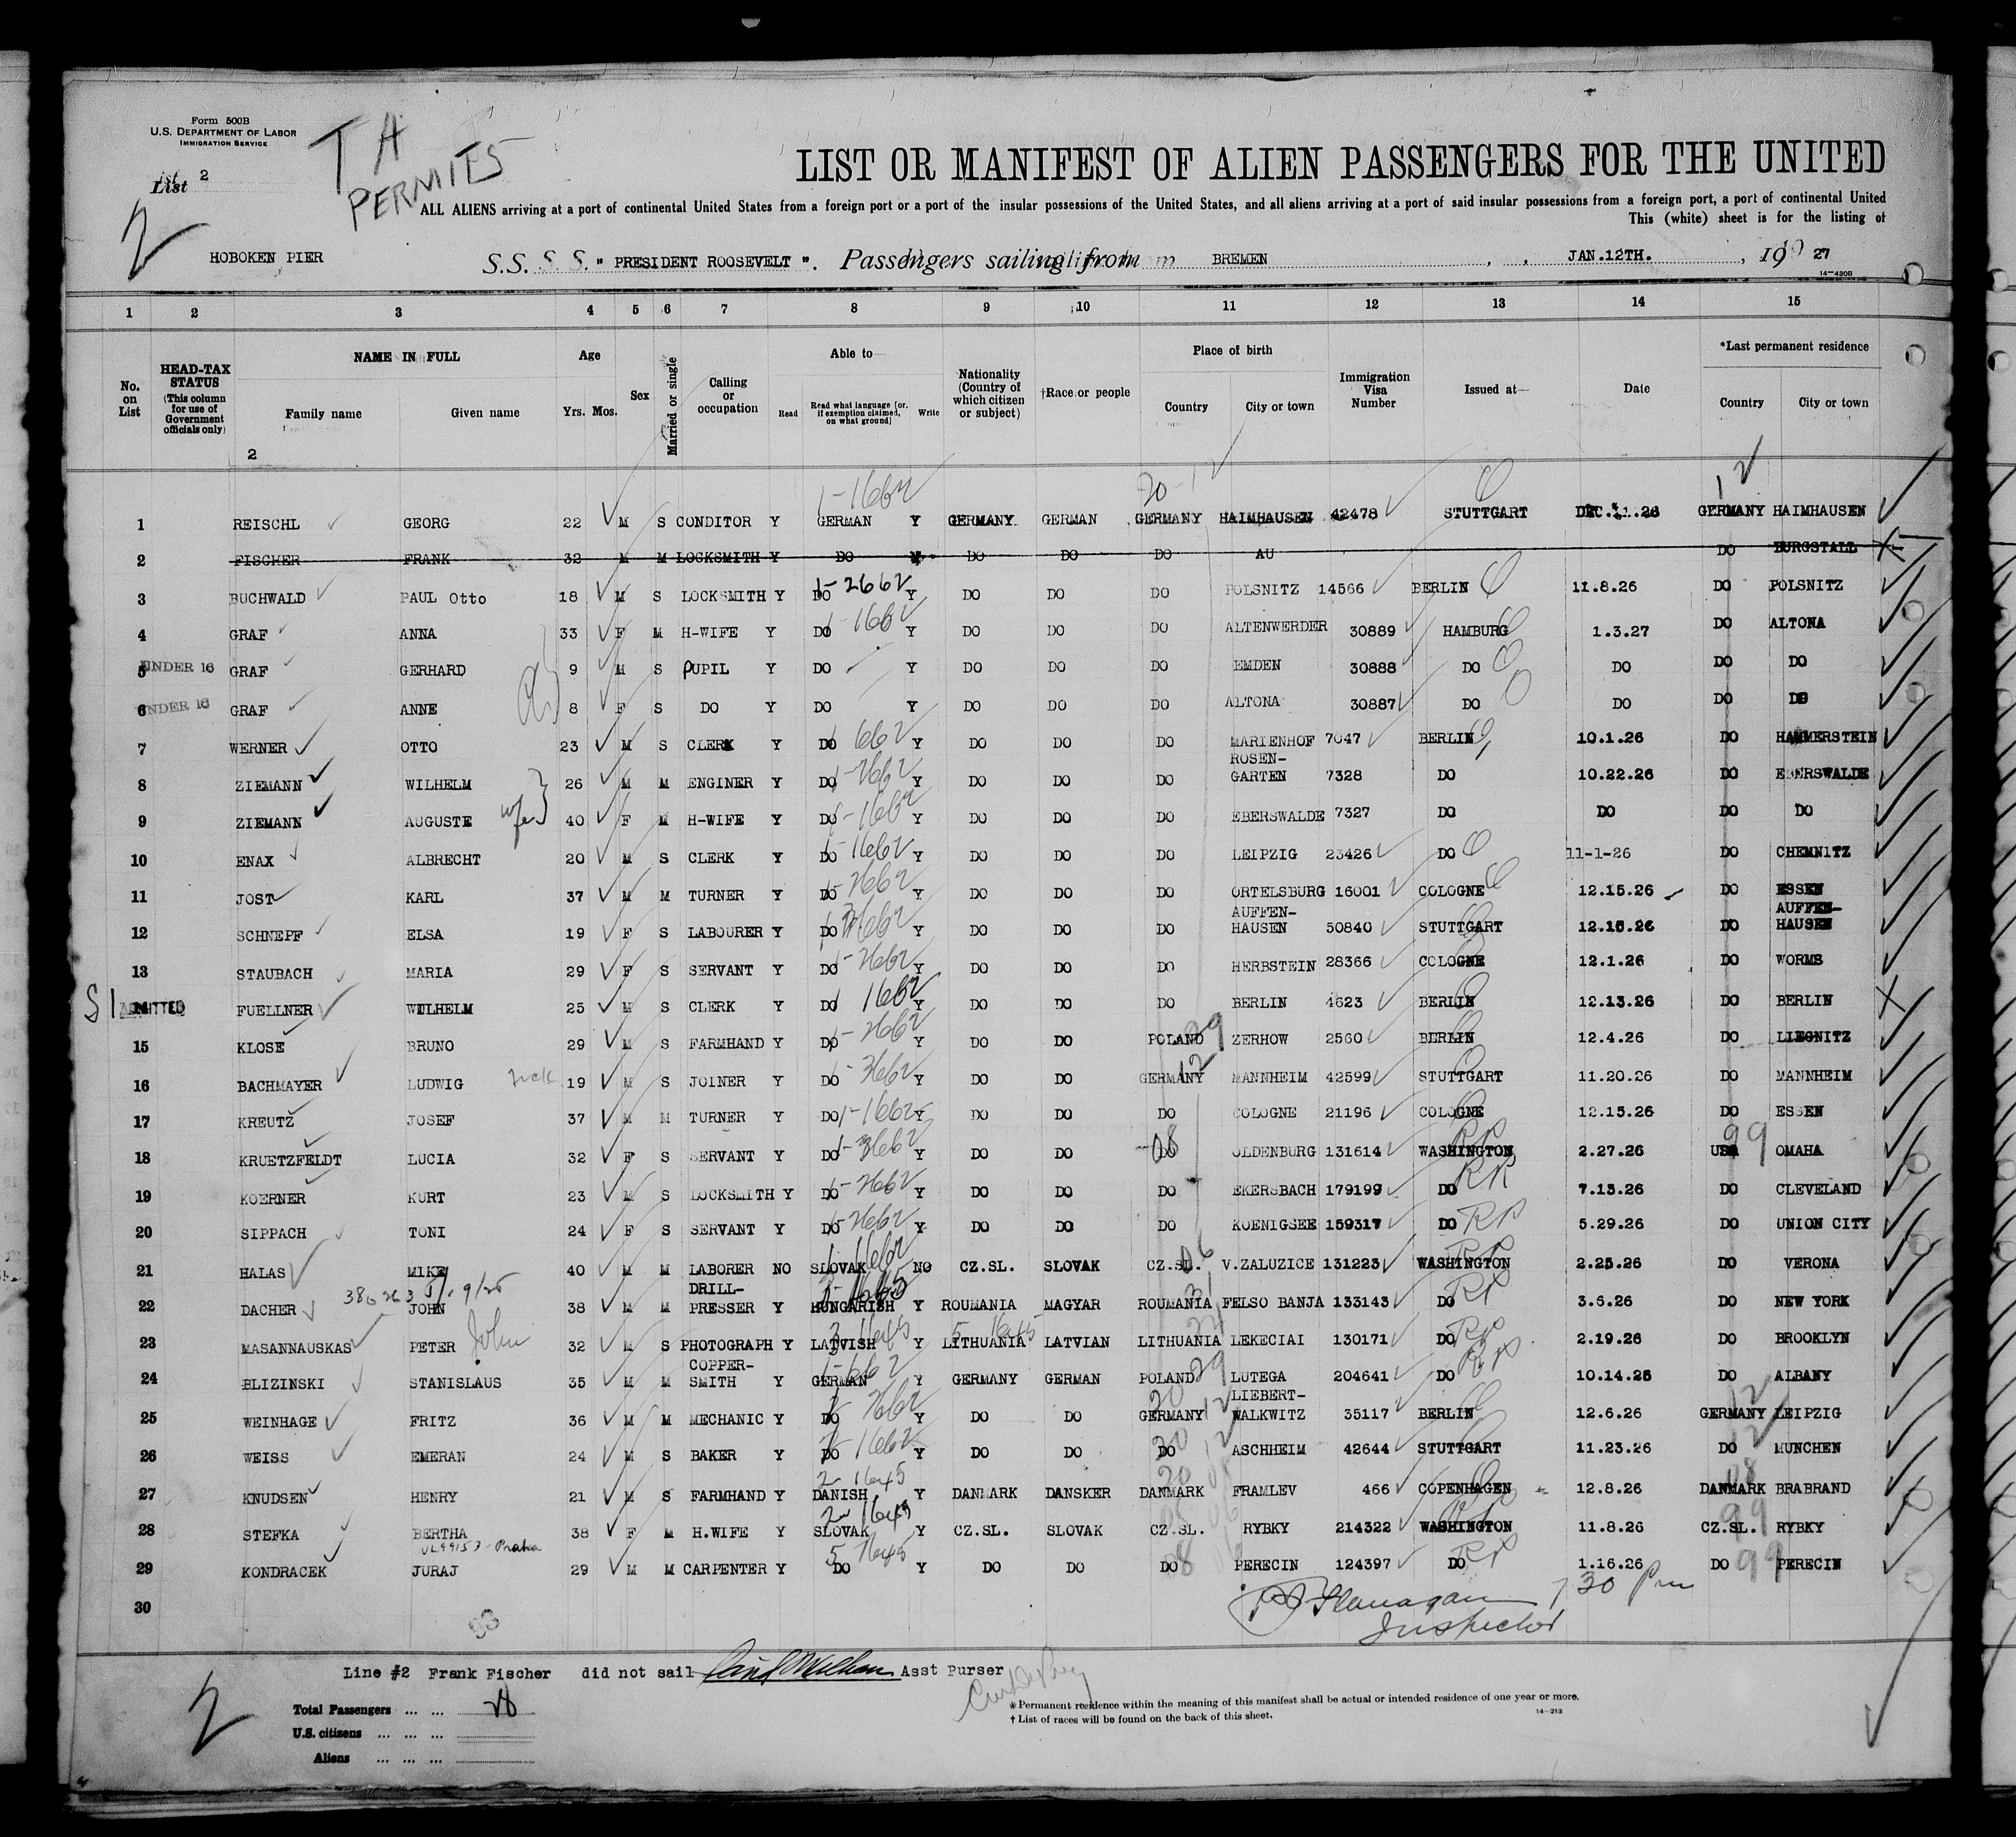 Form 500B
U.S. DEPARTMENT OF LABOR
IMMIGRATION SERVICE
List 2
T A
PERMITS
2
LIST OR MANIFEST OF ALIEN PASSENGERS FOR THE UNITED
ALL ALIENS arriving at a port of continental United States from a foreign port or a port of the insular possessions of the United States, and all aliens arriving at a port of said insular possessions from a foreign port, a port of continental United
This (white) sheet is for the listing of
HOBOKEN PIER S.S. S. S. " PRESIDENT ROOSEVELT ". Passengers sailing from BREMEN , JAN.12TH. , 19 27
14—430B
1 2 3 4 5 6 7 8 9 10 11 12 13 14 15
No. on List
HEAD-TAX STATUS (This column for use of Government officials only)
NAME IN FULL Family name Given name
Age Yrs. Mos.
Sex
Married or single
Calling or occupation
Able to Read Read what language [or, if exemption claimed, on what ground] Write
Nationality (Country of which citizen or subject)
†Race or people
Place of birth Country City or town
Immigration Visa Number
Issued at—
Date
*Last permanent residence Country City or town
2
1 REISCHL GEORG 22 M S CONDITOR Y GERMAN Y GERMANY GERMAN GERMANY HAIMHAUSEN 42478 STUTTGART DEC.31.26 GERMANY HAIMHAUSEN
2 FISCHER FRANK 32 M M LOCKSMITH Y DO Y DO DO DO AU DO BURGSTALL
3 BUCHWALD PAUL Otto 18 M S LOCKSMITH Y DO Y DO DO DO POLSNITZ 14566 BERLIN 11.8.26 DO POLSNITZ
4 GRAF ANNA 33 F M H-WIFE Y DO Y DO DO DO ALTENWERDER 30889 HAMBURG 1.3.27 DO ALTONA
5 UNDER 16 GRAF GERHARD 9 M S PUPIL Y DO Y DO DO DO EMDEN 30888 DO DO DO DO
6 UNDER 16 GRAF ANNE 8 F S DO Y DO Y DO DO DO ALTONA 30887 DO DO DO DO
7 WERNER OTTO 23 M S CLERK Y DO Y DO DO DO MARIENHOF 7047 BERLIN 10.1.26 DO HAMMERSTEIN
8 ZIEMANN WILHELM 26 M M ENGINER Y DO Y DO DO DO ROSEN-GARTEN 7328 DO 10.22.26 DO EBERSWALDE
9 ZIEMANN AUGUSTE wife 40 F M H-WIFE Y DO Y DO DO DO EBERSWALDE 7327 DO DO DO DO
10 ENAX ALBRECHT 20 M S CLERK Y DO Y DO DO DO LEIPZIG 23426 DO 11-1-26 DO CHEMNITZ
11 JOST KARL 37 M M TURNER Y DO Y DO DO DO ORTELSBURG 16001 COLOGNE 12.15.26 DO ESSEN
12 SCHNEPF ELSA 19 F S LABOURER Y DO Y DO DO DO AUFFEN-HAUSEN 50840 STUTTGART 12.16.26 DO AUFFEN-HAUSEN
13 STAUBACH MARIA 29 F S SERVANT Y DO Y DO DO DO HERBSTEIN 28366 COLOGNE 12.1.26 DO WORMS
SI ADMITTED 14 FUELLNER WILHELM 25 M S CLERK Y DO Y DO DO DO BERLIN 4623 BERLIN 12.13.26 DO BERLIN
15 KLOSE BRUNO 29 M S FARMHAND Y DO Y DO DO POLAND ZERHOW 2560 BERLIN 12.4.26 DO LIEGNITZ
16 BACHMAYER LUDWIG 19 M S JOINER Y DO Y DO DO GERMANY MANNHEIM 42599 STUTTGART 11.20.26 DO MANNHEIM
17 KREUTZ JOSEF 37 M M TURNER Y DO Y DO DO DO COLOGNE 21196 COLOGNE 12.15.26 DO ESSEN
18 KRUETZFELDT LUCIA 32 F S SERVANT Y DO Y DO DO DO OLDENBURG 131614 WASHINGTON 2.27.26 USA OMAHA
19 KOERNER KURT 23 M S LOCKSMITH Y DO Y DO DO DO EKERSBACH 179199 DO 7.13.26 DO CLEVELAND
20 SIPPACH TONI 24 F S SERVANT Y DO Y DO DO DO KOENIGSEE 159317 DO 5.29.26 DO UNION CITY
21 HALAS MIKE 40 M M LABORER NO SLOVAK NO CZ.SL. SLOVAK CZ.SL. V.ZALUZICE 131223 WASHINGTON 2.25.26 DO VERONA
22 DACHER JOHN 38 M M DRILL-PRESSER Y HUNGARISH Y ROUMANIA MAGYAR ROUMANIA FELSO BANJA 133143 DO 3.6.26 DO NEW YORK
23 MASANNAUSKAS PETER John 32 M S PHOTOGRAPH Y LATVISH Y LITHUANIA LATVIAN LITHUANIA LEKECIAI 130171 DO 2.19.26 DO BROOKLYN
24 BLIZINSKI STANISLAUS 35 M M COPPER-SMITH Y GERMAN Y GERMANY GERMAN POLAND LUTEGA 204641 DO 10.14.26 DO ALBANY
25 WEINHAGE FRITZ 36 M M MECHANIC Y DO Y DO DO GERMANY LIEBERT-WALKWITZ 35117 BERLIN 12.6.26 GERMANY LEIPZIG
26 WEISS EMERAN 24 M S BAKER Y DO Y DO DO DO ASCHHEIM 42644 STUTTGART 11.23.26 DO MUNCHEN
27 KNUDSEN HENRY 21 M S FARMHAND Y DANISH Y DANMARK DANSKER DANMARK FRAMLEV 466 COPENHAGEN 12.8.26 DANMARK BRABRAND
28 STEFKA BERTHA 38 F M H.WIFE Y SLOVAK Y CZ.SL. SLOVAK CZ.SL. RYBKY 214322 WASHINGTON 11.8.26 CZ.SL. RYBKY
29 KONDRACEK JURAJ 29 M M CARPENTER Y DO Y DO DO DO PERECIN 124397 DO 1.16.26 DO PERECIN
30
Flanagan 7 30 Pm
Inspector
Line #2 Frank Fischer did not sail Asst Purser
2
Total Passengers ... ... 28
U.S. citizens ... ... ...
Aliens ... ... ...
*Permanent residence within the meaning of this manifest shall be actual or intended residence of one year or more.
† List of races will be found on the back of this sheet.
14—213